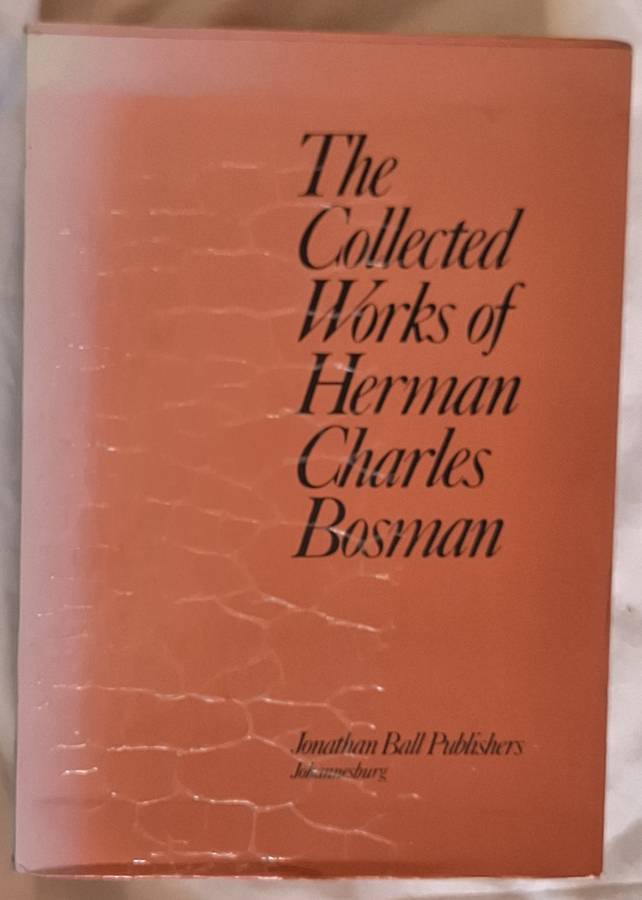 The
Collected
Works of
Herman
Charles
Bosman
Jonathan Ball Publishers
Johannesburg